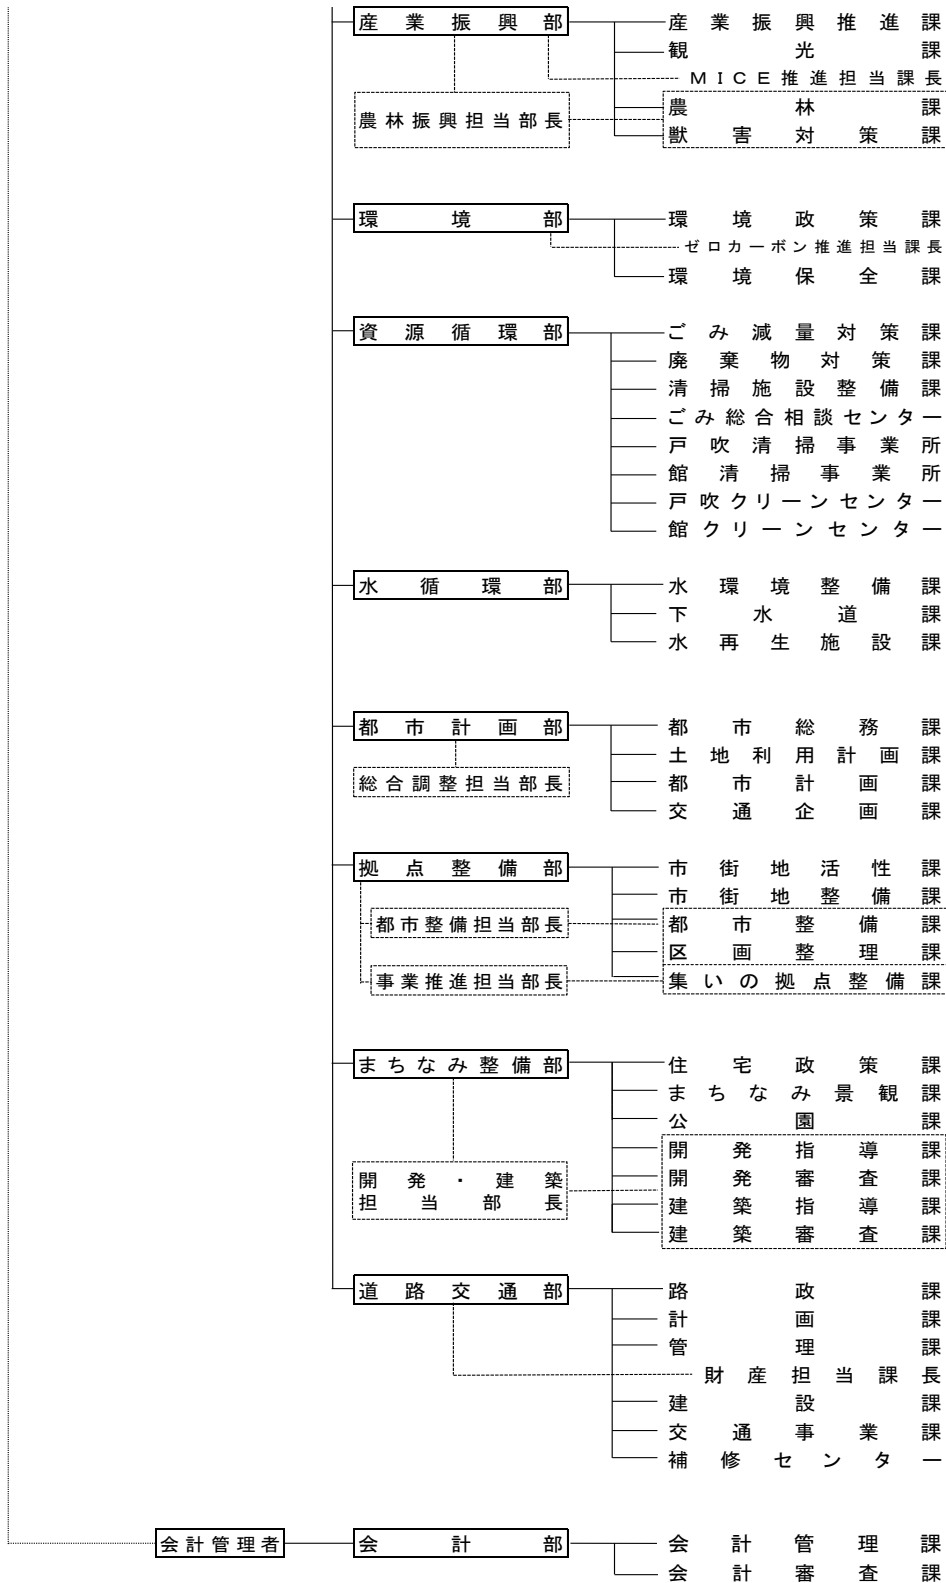 産業振興部 産業振興推進課
観光課
MICE推進担当課長
農林振興担当部長 農林課
獣害対策課
環境部 環境政策課
ゼロカーボン推進担当課長
環境保全課
資源循環部 ごみ減量対策課
廃棄物対策課
清掃施設整備課
ごみ総合相談センター
戸吹清掃事業所
館清掃事業所
戸吹クリーンセンター
館クリーンセンター
水循環部 水環境整備課
下水道課
水再生施設課
都市計画部 都市総務課
土地利用計画課
総合調整担当部長 都市計画課
交通企画課
拠点整備部 市街地活性課
市街地整備課
都市整備担当部長 都市整備課
区画整理課
事業推進担当部長 集いの拠点整備課
まちなみ整備部 住宅政策課
まちなみ景観課
公園課
開発指導課
開発・建築 開発審査課
担当部長 建築指導課
建築審査課
道路交通部 路政課
計画課
管理課
財産担当課長
建設課
交通事業課
補修センター
会計管理者 会計部 会計管理課
会計審査課